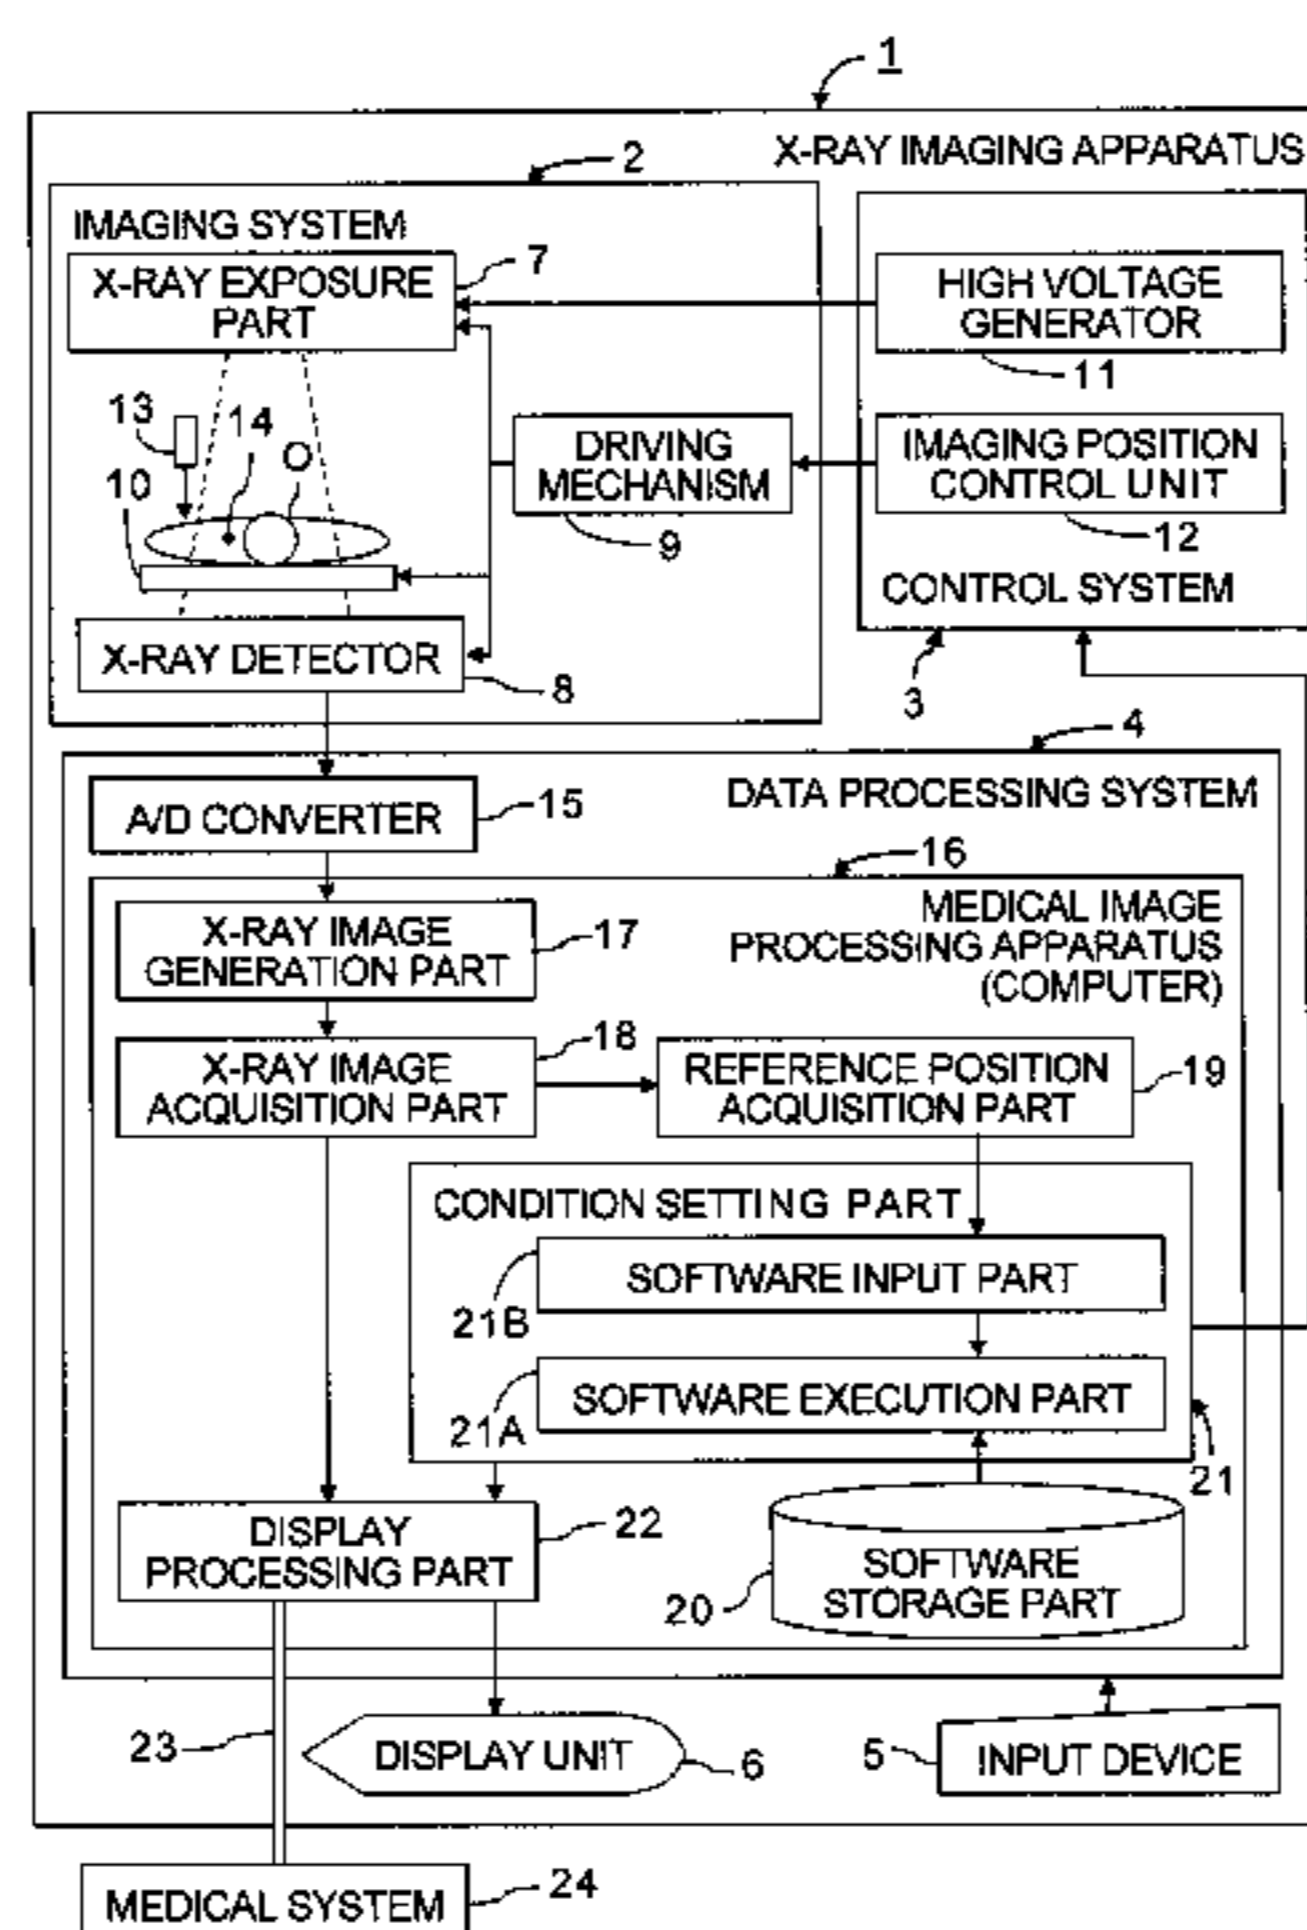 1
X-RAY IMAGING APPARATUS
2
IMAGING SYSTEM
X-RAY EXPOSURE
PART
7
HIGH VOLTAGE
GENERATOR
11
13
14
O
10
DRIVING
MECHANISM
9
IMAGING POSITION
CONTROL UNIT
12
CONTROL SYSTEM
3
X-RAY DETECTOR
8
4
DATA PROCESSING SYSTEM
A/D CONVERTER
15
16
MEDICAL IMAGE
PROCESSING APPARATUS
(COMPUTER)
X-RAY IMAGE
GENERATION PART
17
X-RAY IMAGE
ACQUISITION PART
18
REFERENCE POSITION
ACQUISITION PART
19
CONDITION SETTING PART
SOFTWARE INPUT PART
21B
SOFTWARE EXECUTION PART
21A
21
DISPLAY
PROCESSING PART
22
SOFTWARE
STORAGE PART
20
23
DISPLAY UNIT
6
5
INPUT DEVICE
MEDICAL SYSTEM
24